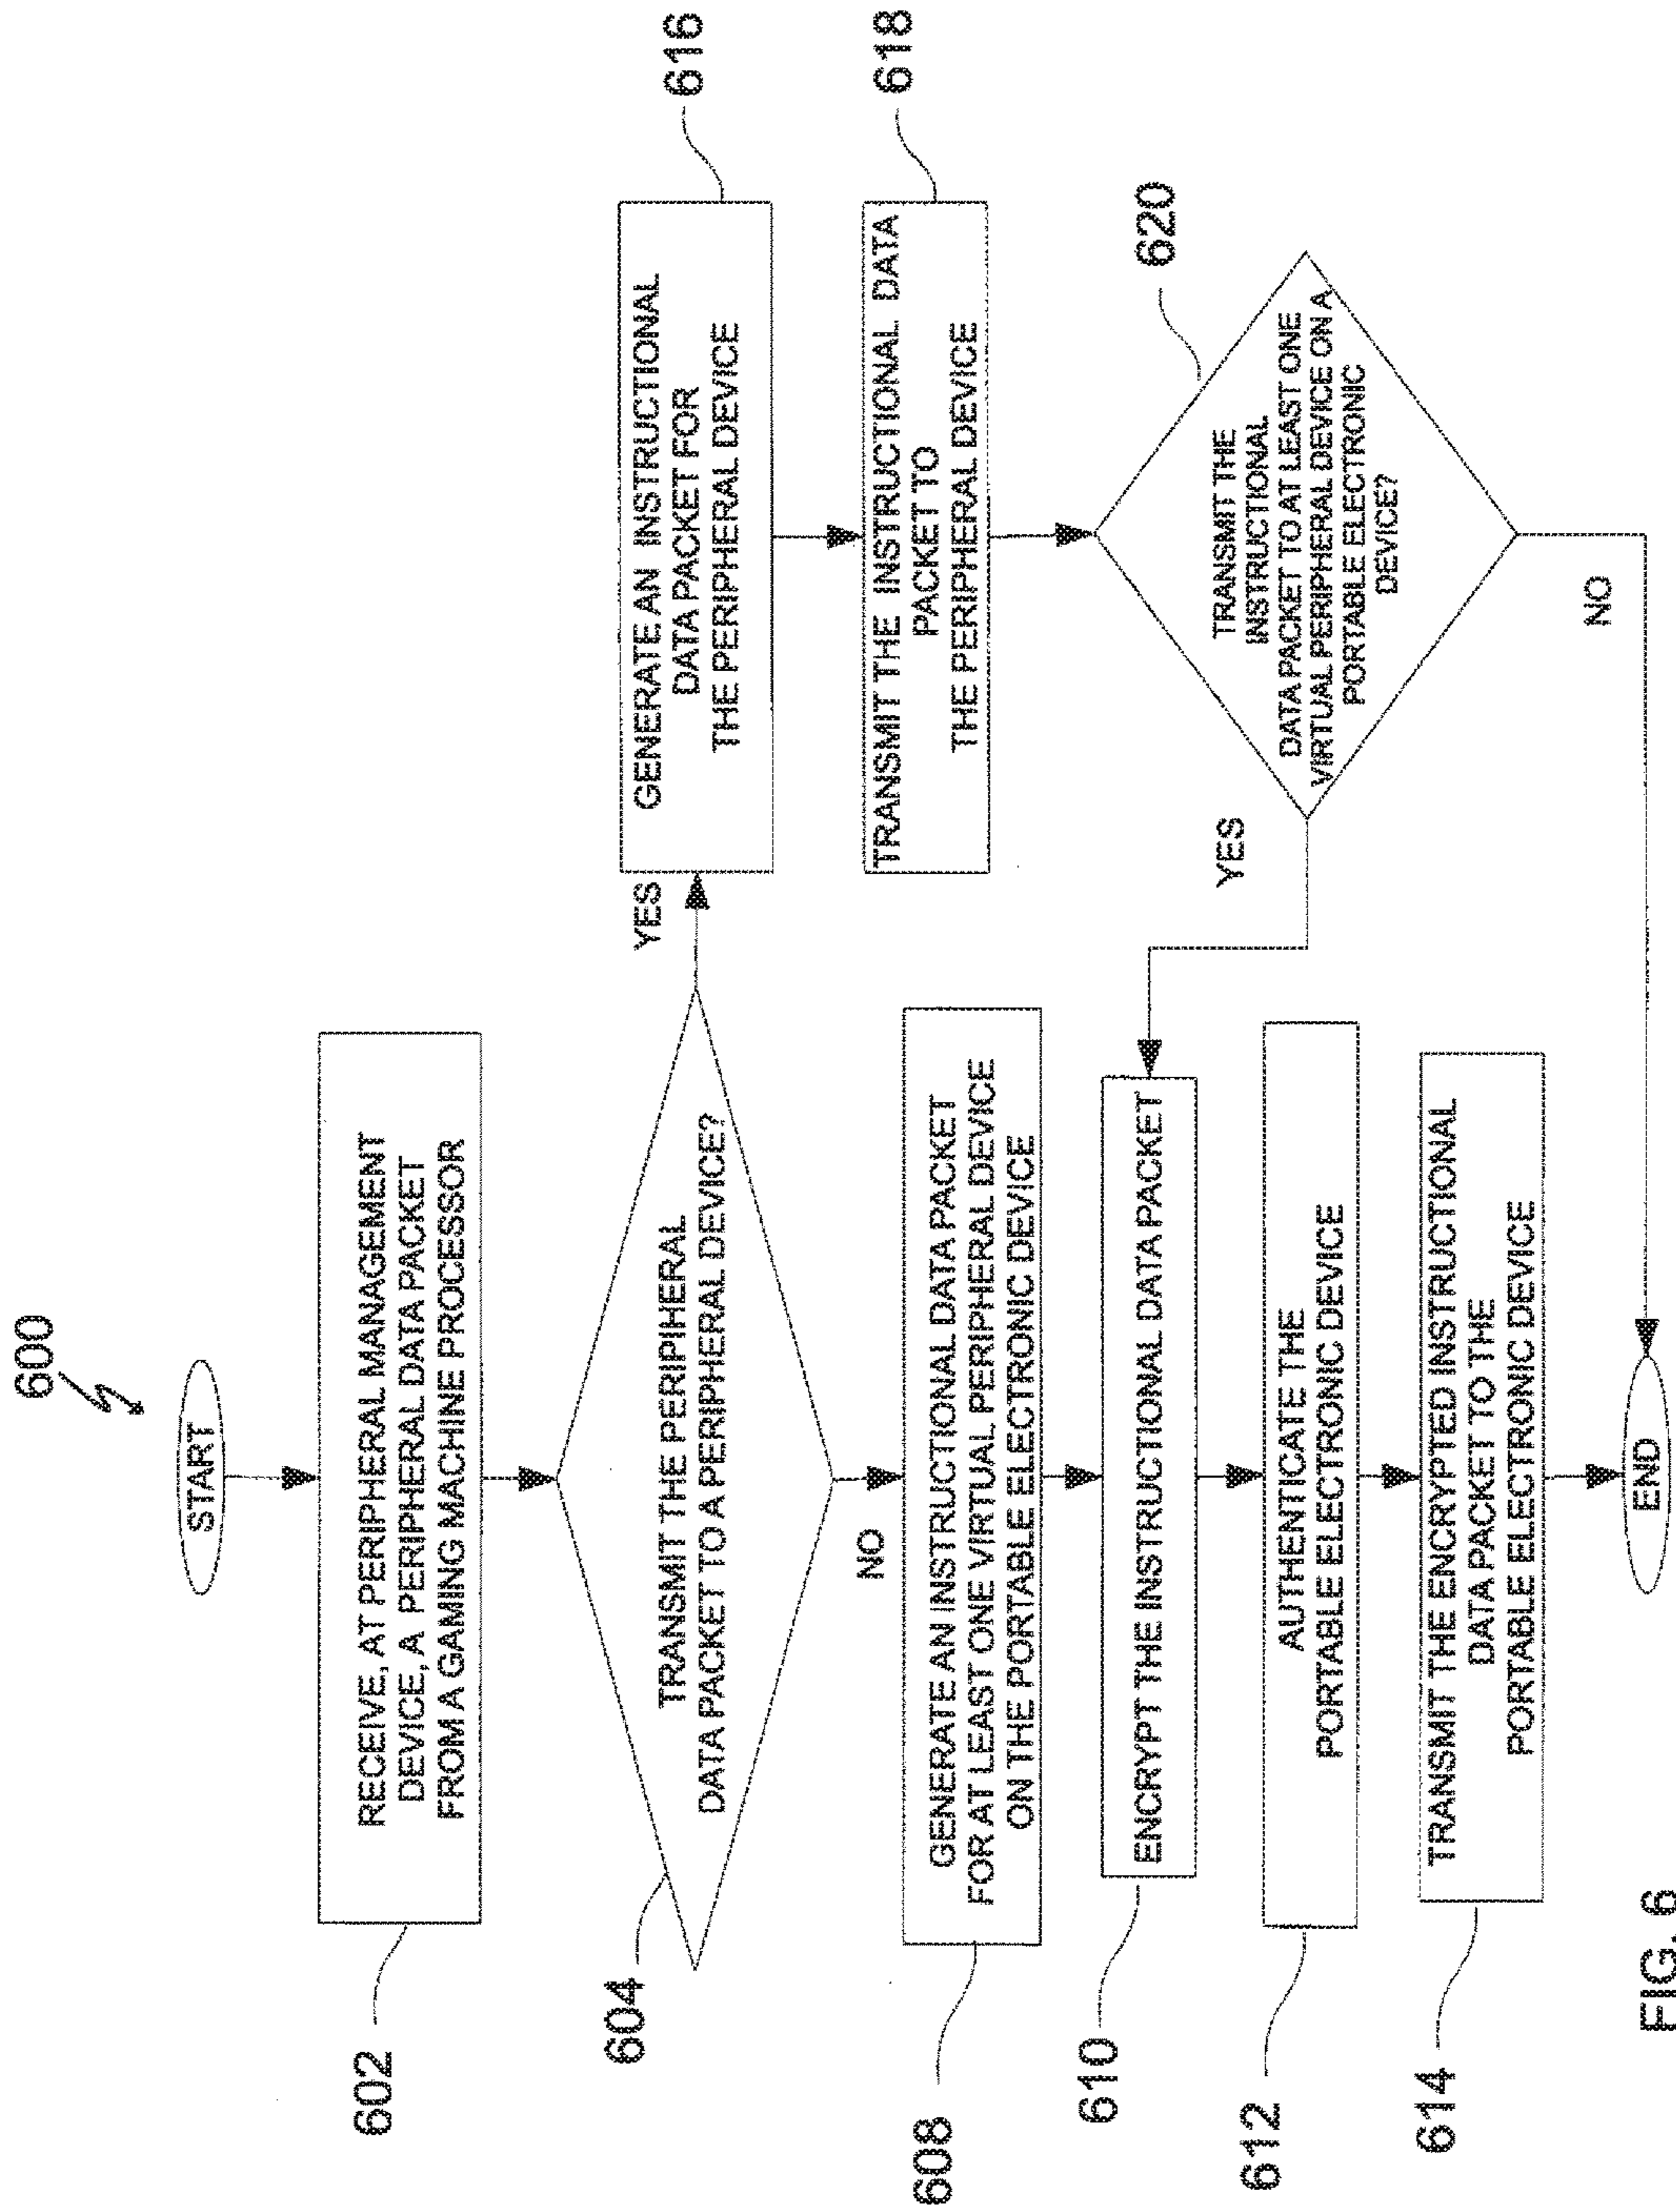 600
START
RECEIVE, AT PERIPHERAL MANAGEMENT
DEVICE, A PERIPHERAL DATA PACKET
FROM A GAMING MACHINE PROCESSOR
602
TRANSMIT THE PERIPIHERAL
DATA PACKET TO A PERIPHERAL DEVICE?
604
YES
NO
GENERATE AN INSTRUCTIONAL
DATA PACKET FOR
THE PERIPHERAL DEVICE
616
TRANSMIT THE INSTRUCTIONAL DATA
PACKET TO
THE PERIPHERAL DEVICE
618
TRANSMIT THE
INSTRUCTIONAL
DATA PACKET TO AT LEAST ONE
VIRTUAL PERIPHERAL DEVICE ON A
PORTABLE ELECTRONIC
DEVICE?
620
YES
NO
GENERATE AN INSTRUCTIONAL DATA PACKET
FOR AT LEAST ONE VIRTUAL PERIPHERAL DEVICE
ON THE PORTABLE ELECTRONIC DEVICE
608
ENCRYPT THE INSTRUCTIONAL DATA PACKET
610
AUTHENTICATE THE
PORTABLE ELECTRONIC DEVICE
612
TRANSMIT THE ENCRYPTED INSTRUCTIONAL
DATA PACKET TO THE
PORTABLE ELECTRONIC DEVICE
614
END
FIG. 6